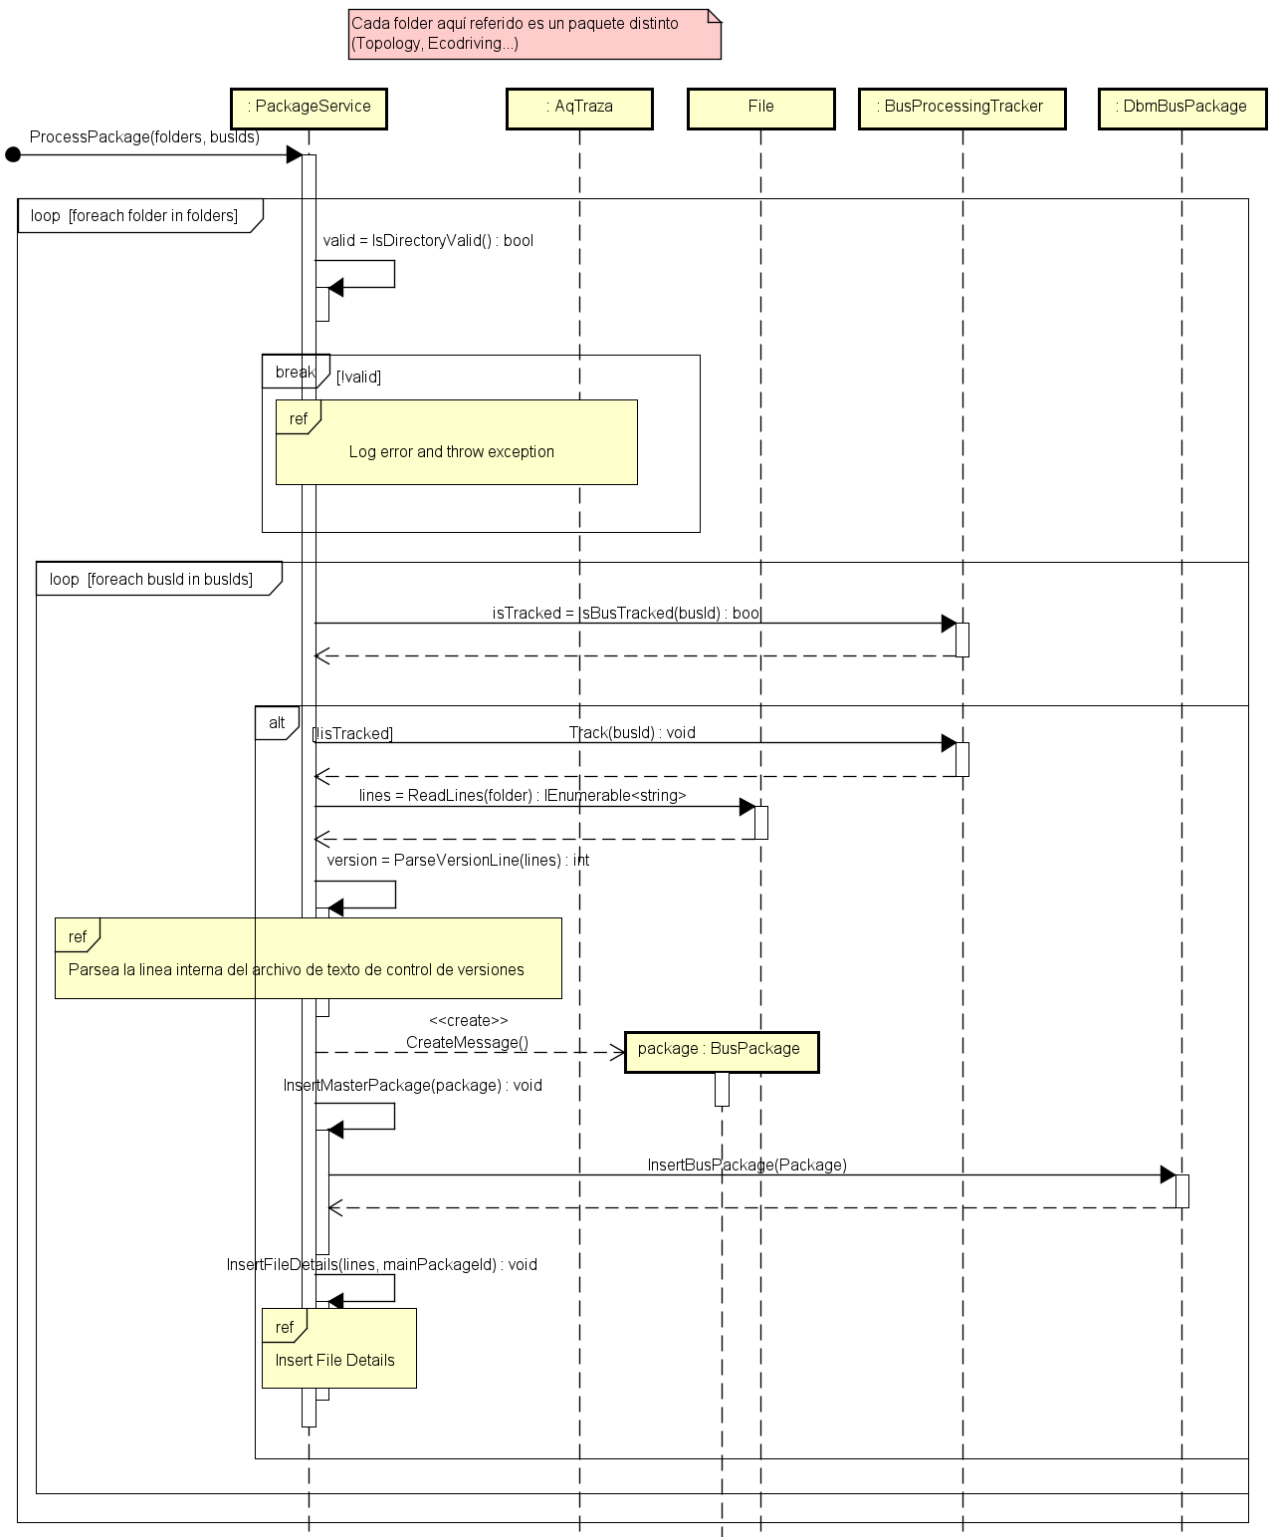 Cada folder aquí referido es un paquete distinto
(Topology, Ecodriving...)
: PackageService
: AqTraza
File
: BusProcessingTracker
: DbmBusPackage
ProcessPackage(folders, busIds)
loop [foreach folder in folders]
valid = IsDirectoryValid() : bool
break
[!valid]
ref
Log error and throw exception
loop [foreach busId in busIds]
isTracked = IsBusTracked(busId) : bool
alt
[!isTracked]
Track(busId) : void
lines = ReadLines(folder) : IEnumerable<string>
version = ParseVersionLine(lines) : int
ref
Parsea la linea interna del archivo de texto de control de versiones
<<create>>
CreateMessage()
package : BusPackage
InsertMasterPackage(package) : void
InsertBusPackage(Package)
InsertFileDetails(lines, mainPackageId) : void
ref
Insert File Details